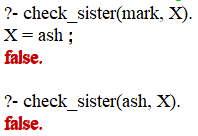 ?- check_sister(mark, X).
X = ash ;
false.
?- check_sister(ash, X).
false.